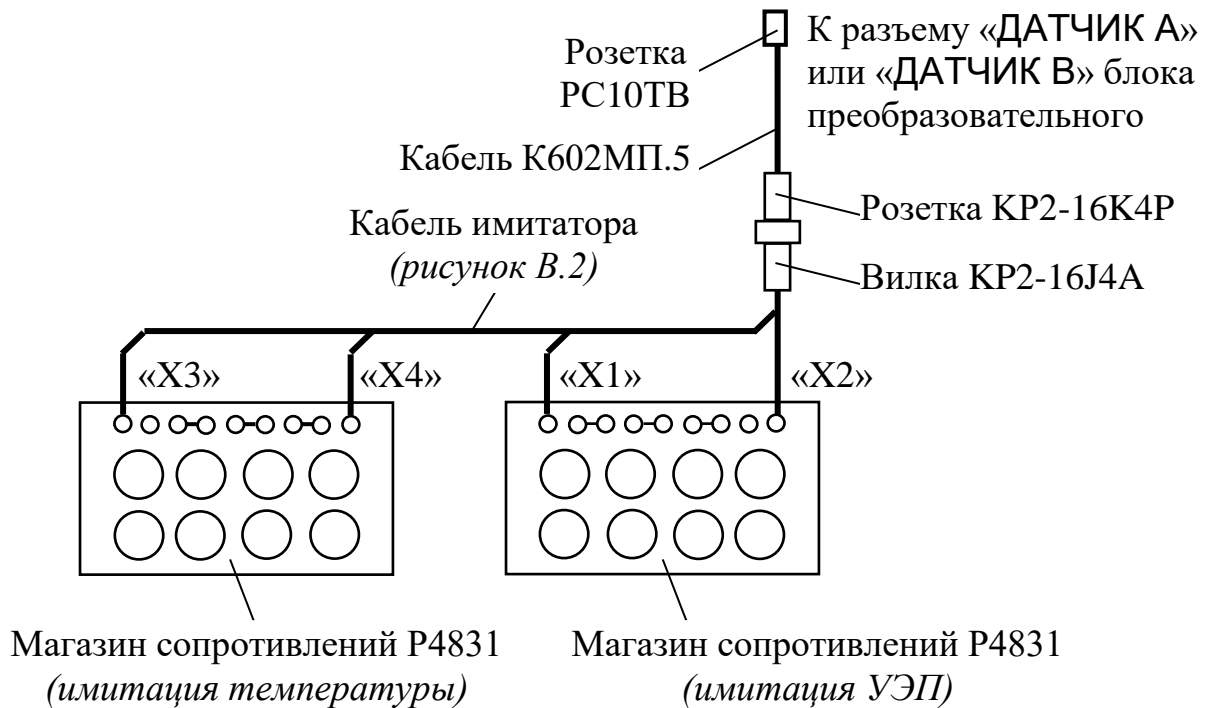 Розетка
РС10ТВ
К разъему «ДАТЧИК А»
или «ДАТЧИК В» блока
преобразовательного
Кабель К602МП.5
Розетка KP2-16K4P
Кабель имитатора
(рисунок В.2)
Вилка KP2-16J4A
«Х3»
«Х4»
«Х1»
«Х2»
Магазин сопротивлений Р4831
(имитация температуры)
Магазин сопротивлений Р4831
(имитация УЭП)